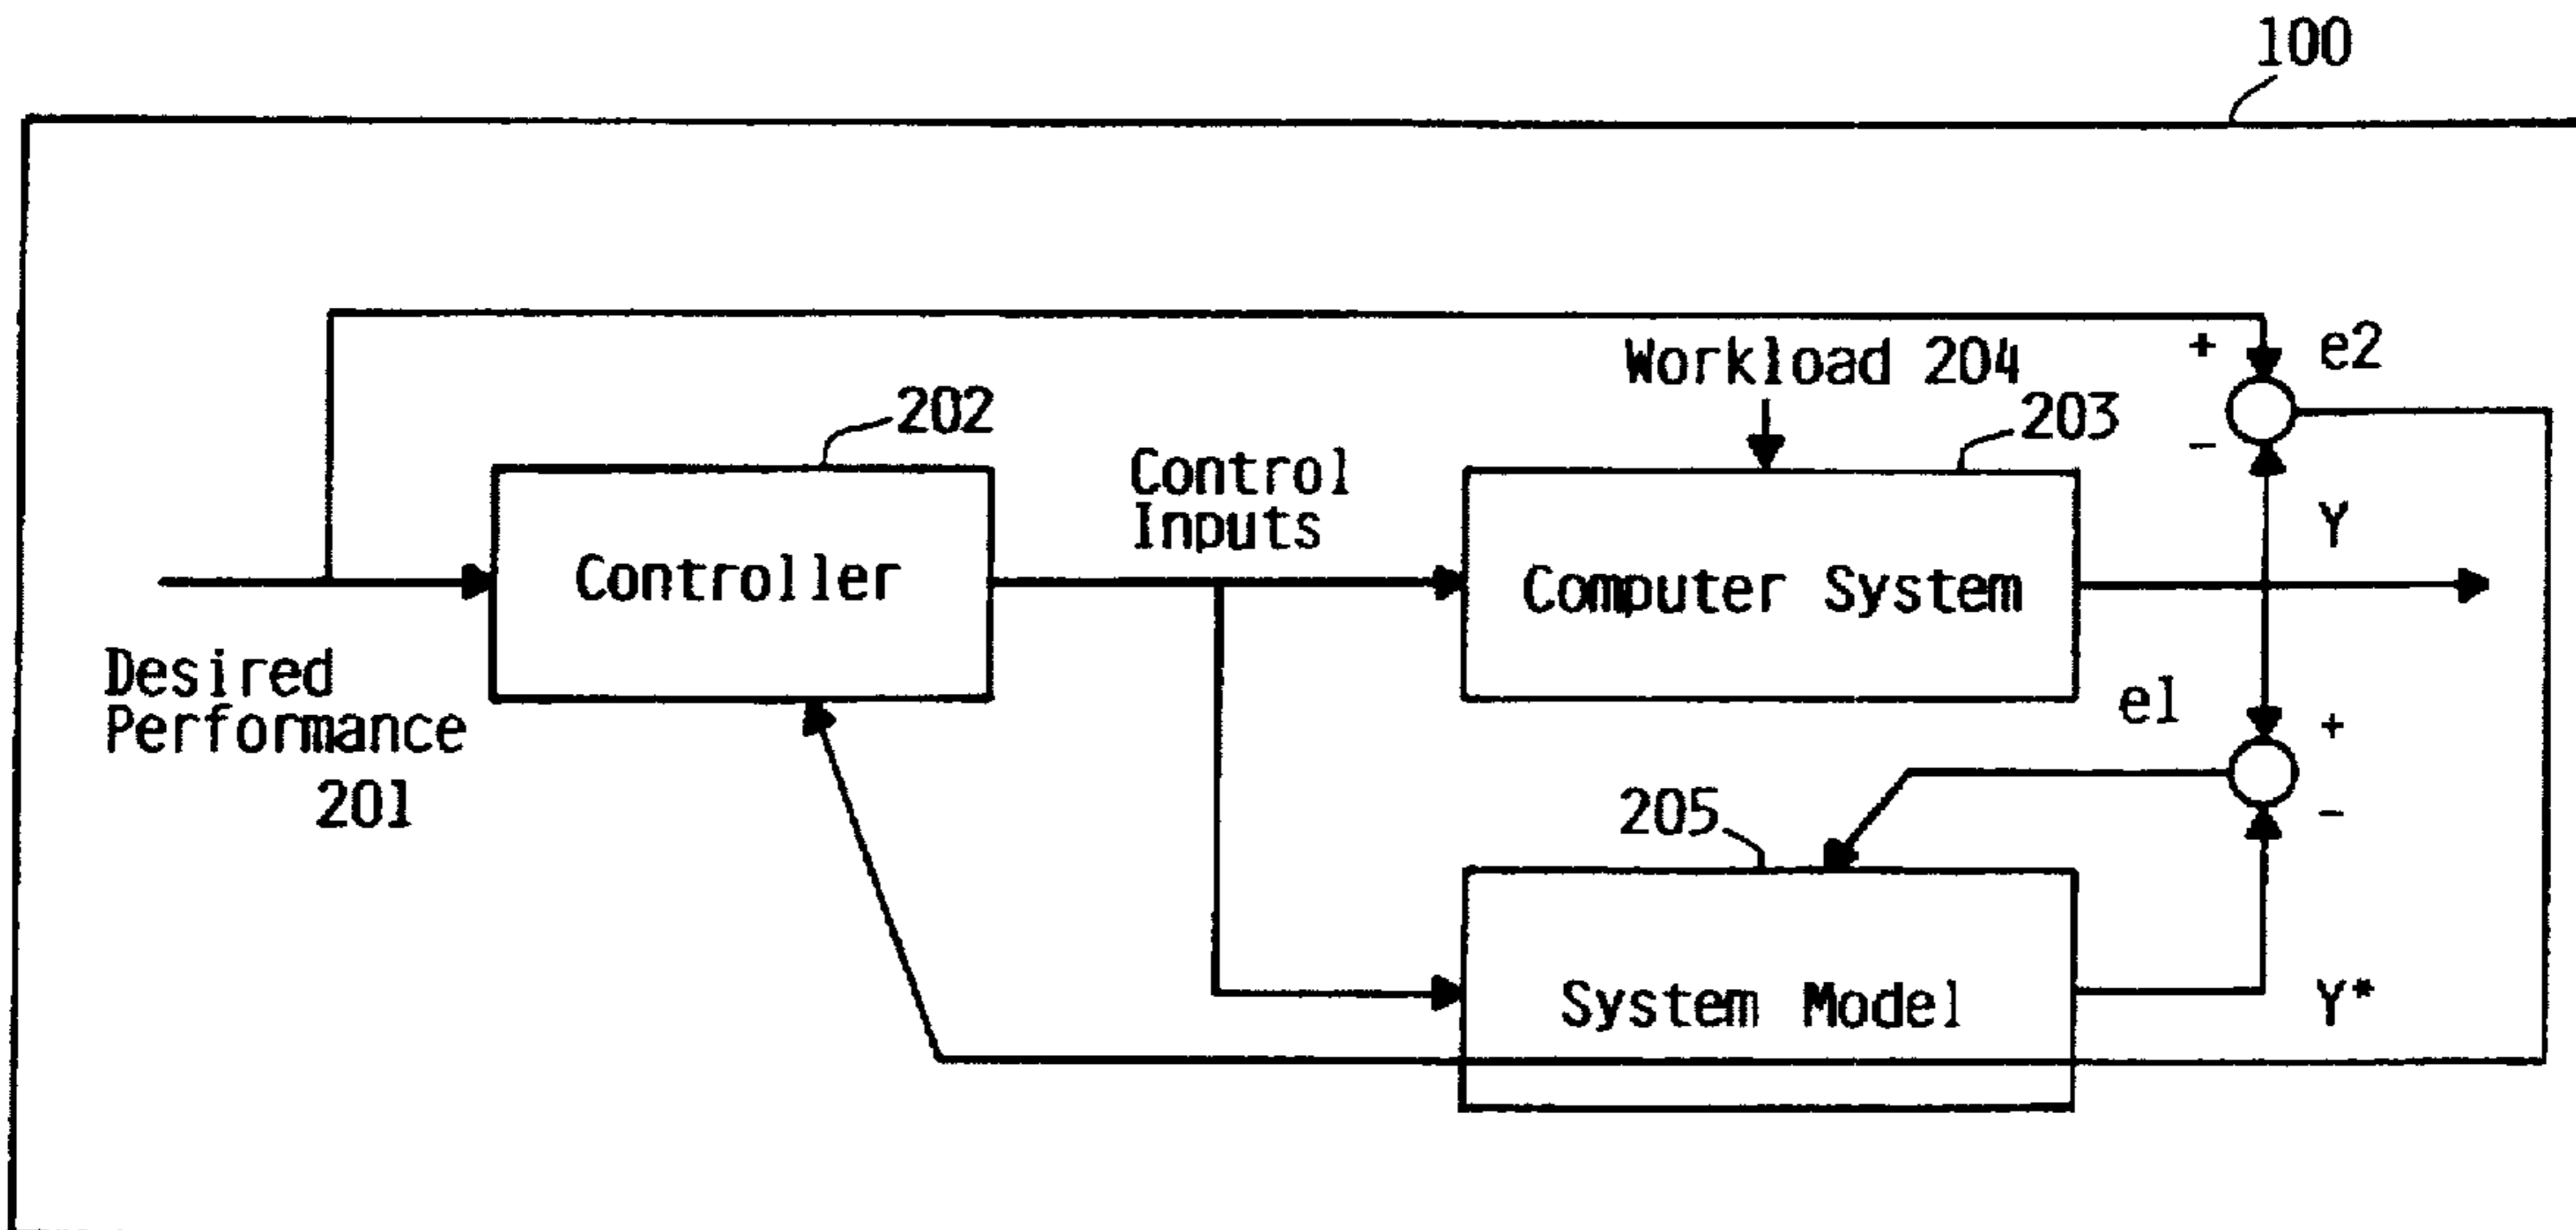 100
+
e2
Workload 204
202
203
-
Control
Inputs
Y
Controller
Computer System
Desired
Performance
201
e1
+
205
-
System Model
Y*